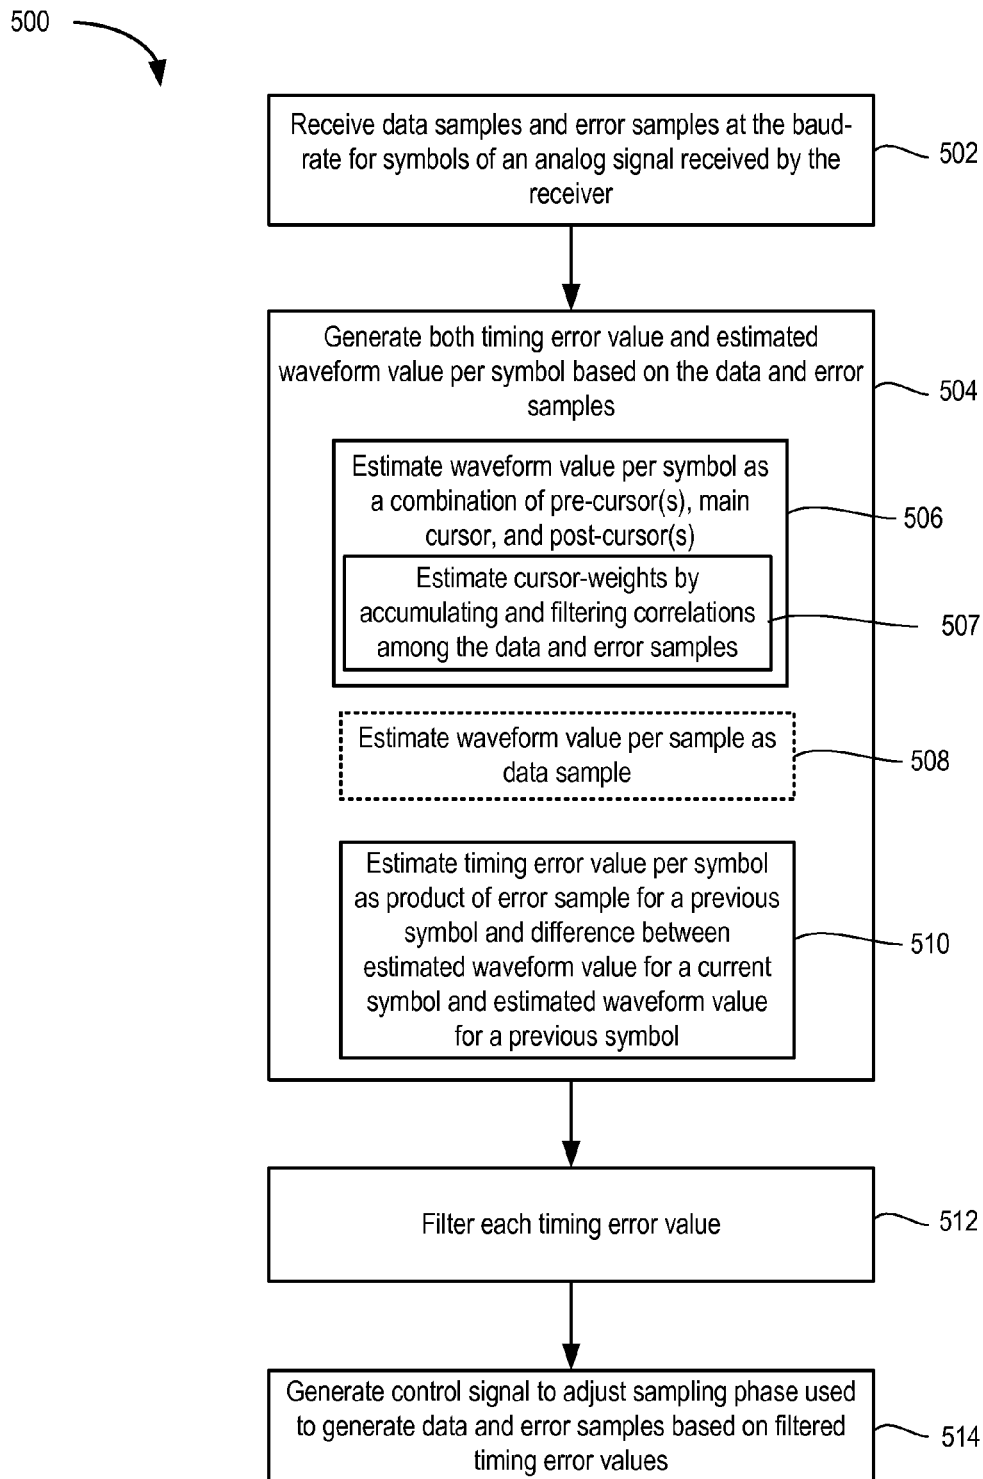 500
Receive data samples and error samples at the baud-
rate for symbols of an analog signal received by the
receiver
502
Generate both timing error value and estimated
waveform value per symbol based on the data and error
samples
504
Estimate waveform value per symbol as
a combination of pre-cursor(s), main
cursor, and post-cursor(s)
506
Estimate cursor-weights by
accumulating and filtering correlations
among the data and error samples
507
Estimate waveform value per sample as
data sample
508
Estimate timing error value per symbol
as product of error sample for a previous
symbol and difference between
estimated waveform value for a current
symbol and estimated waveform value
for a previous symbol
510
Filter each timing error value
512
Generate control signal to adjust sampling phase used
to generate data and error samples based on filtered
timing error values
514